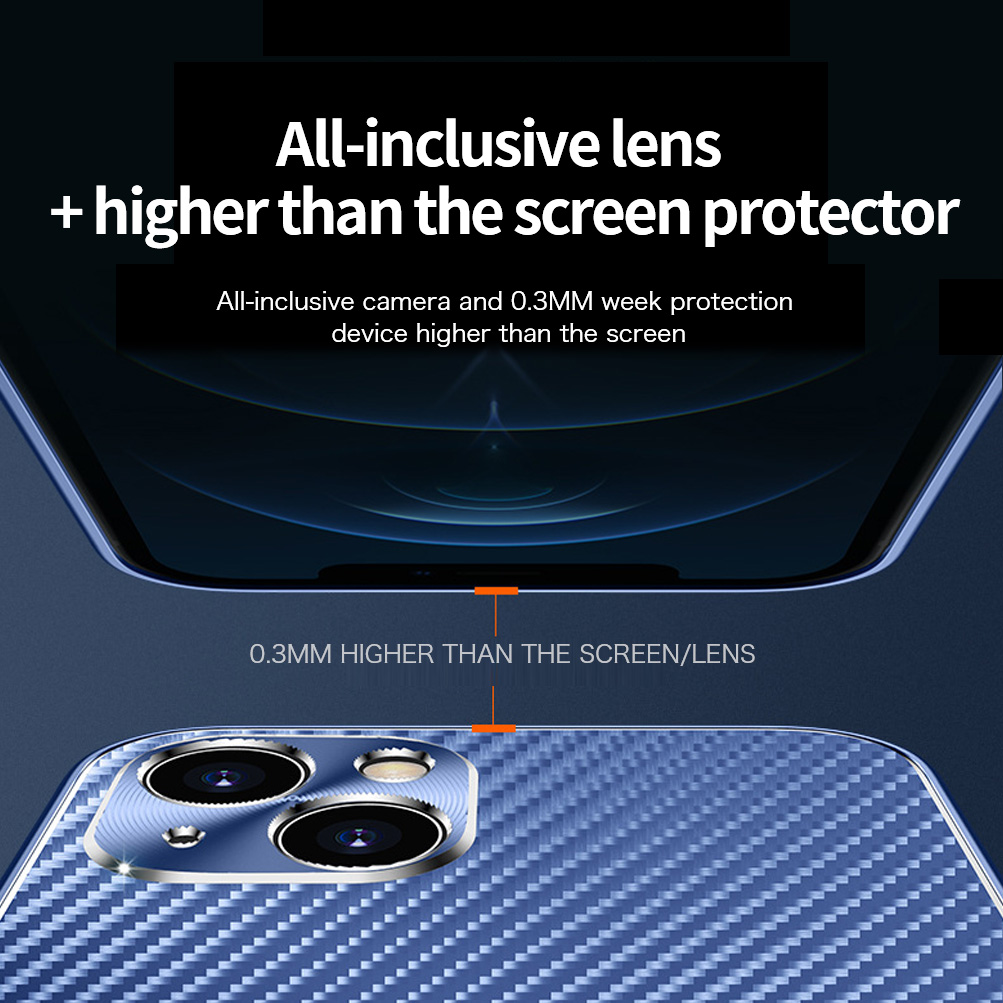 All-inclusive lens
+ higher than the screen protector
All-inclusive camera and 0.3MM week protection
device higher than the screen
0.3MM HIGHER THAN THE SCREEN/LENS